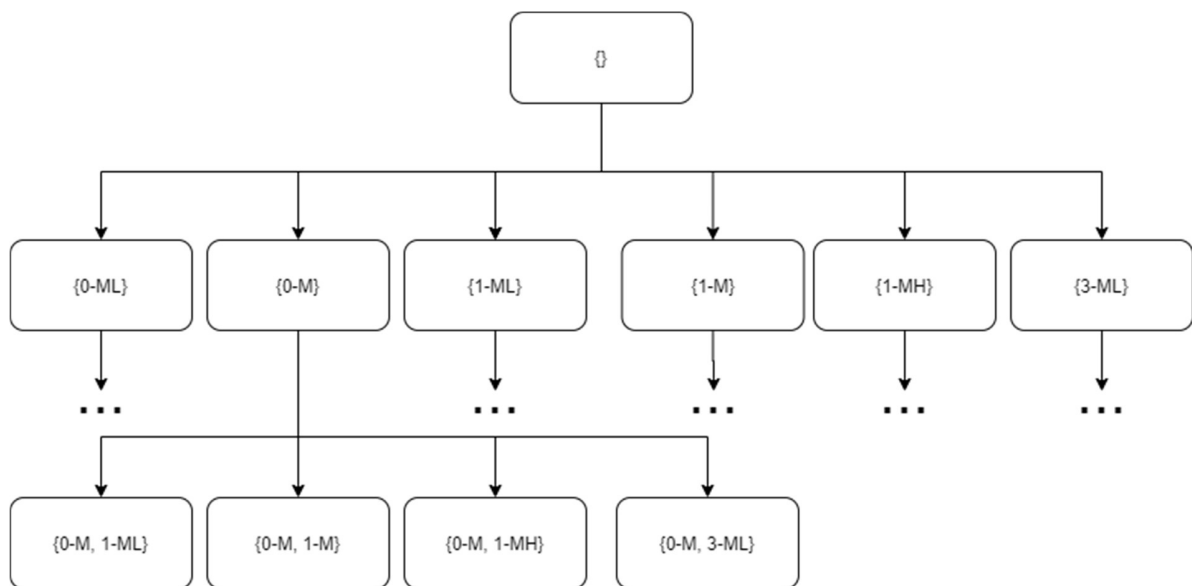 {}
{0-ML}
{0-M}
{1-ML}
{1-M}
{1-MH}
{3-ML}
...
...
...
...
...
{0-M, 1-ML}
{0-M, 1-M}
{0-M, 1-MH}
{0-M, 3-ML}